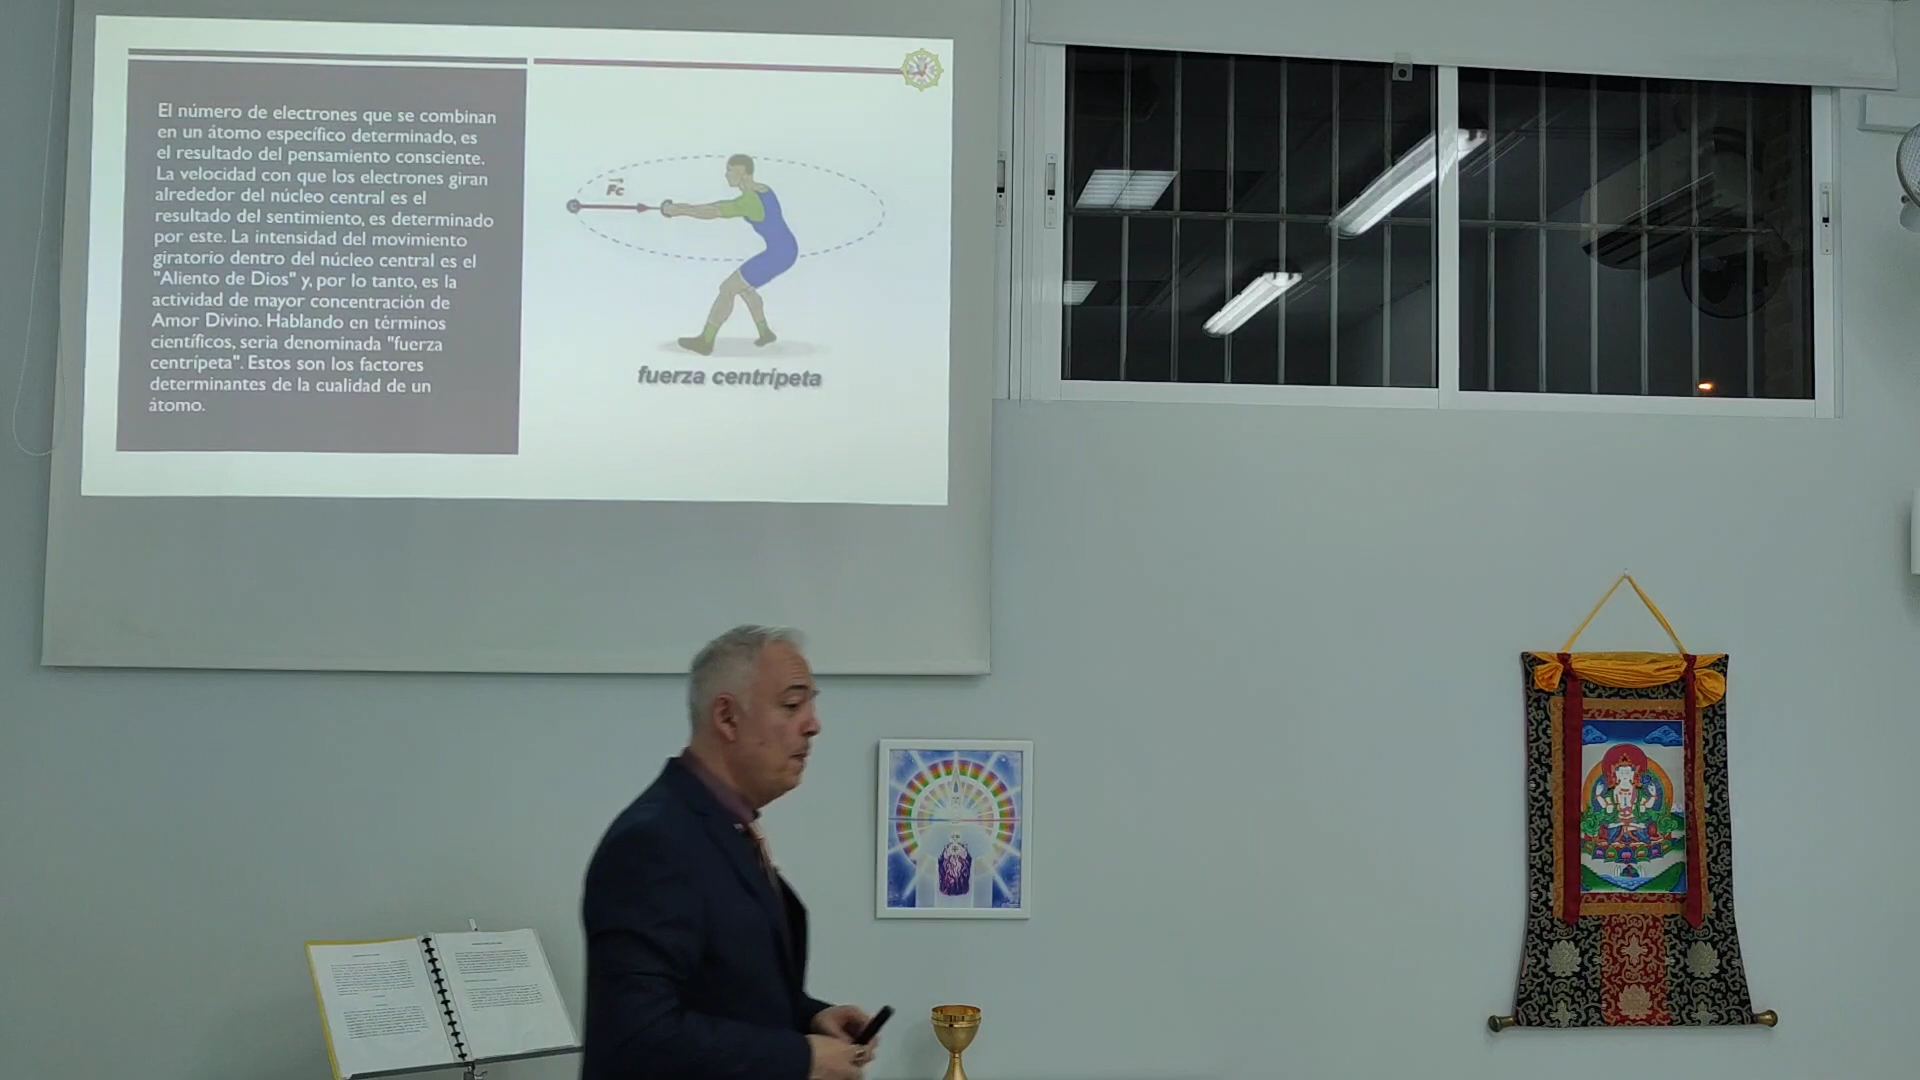 El número de electrones que se combinan
en un átomo específico determinado, es
el resultado del pensamiento consciente.
La velocidad con que los electrones giran
alrededor del núcleo central es el
resultado del sentimiento, es determinado
por este. La intensidad del movimiento
giratorio dentro del núcleo central es el
"Aliento de Dios" y, por lo tanto, es la
actividad de mayor concentración de
Amor Divino. Hablando en términos
científicos, seria denominada "fuerza
centrípeta". Estos son los factores
determinantes de la cualidad de un
átomo.
Fc
fuerza centrípeta